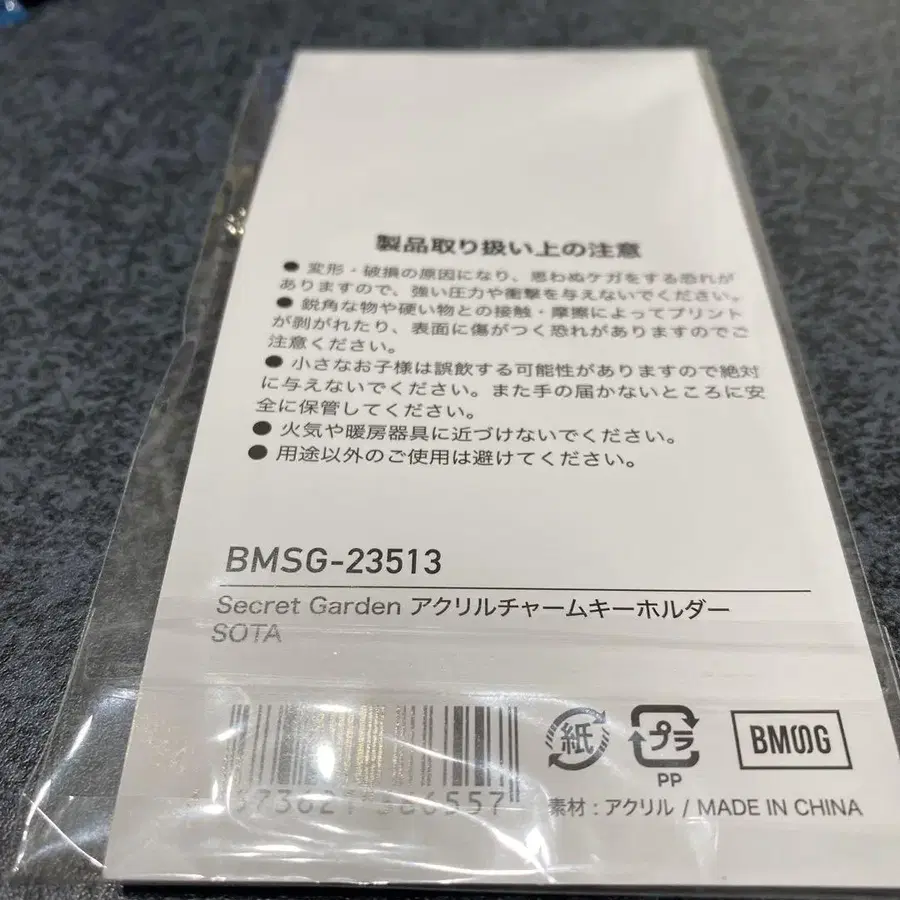 製品取り扱い上の注意
● 変形・破損の原因になり、思わぬケガをする恐れが
ありますので、強い圧力や衝撃を与えないでください。
● 鋭角な物や硬い物との接触・摩擦によってプリント
が剥がれたり、表面に傷がつく恐れがありますのでご
注意ください。
● 小さなお子様は誤飲する可能性がありますので絶対
に与えないでください。また手の届かないところに安
全に保管してください。
● 火気や暖房器具に近づけないでください。
● 用途以外のご使用は避けてください。
BMSG-23513
Secret Garden アクリルチャームキーホルダー
SOTA
紙
プラ
PP
BMSG
素材：アクリル / MADE IN CHINA